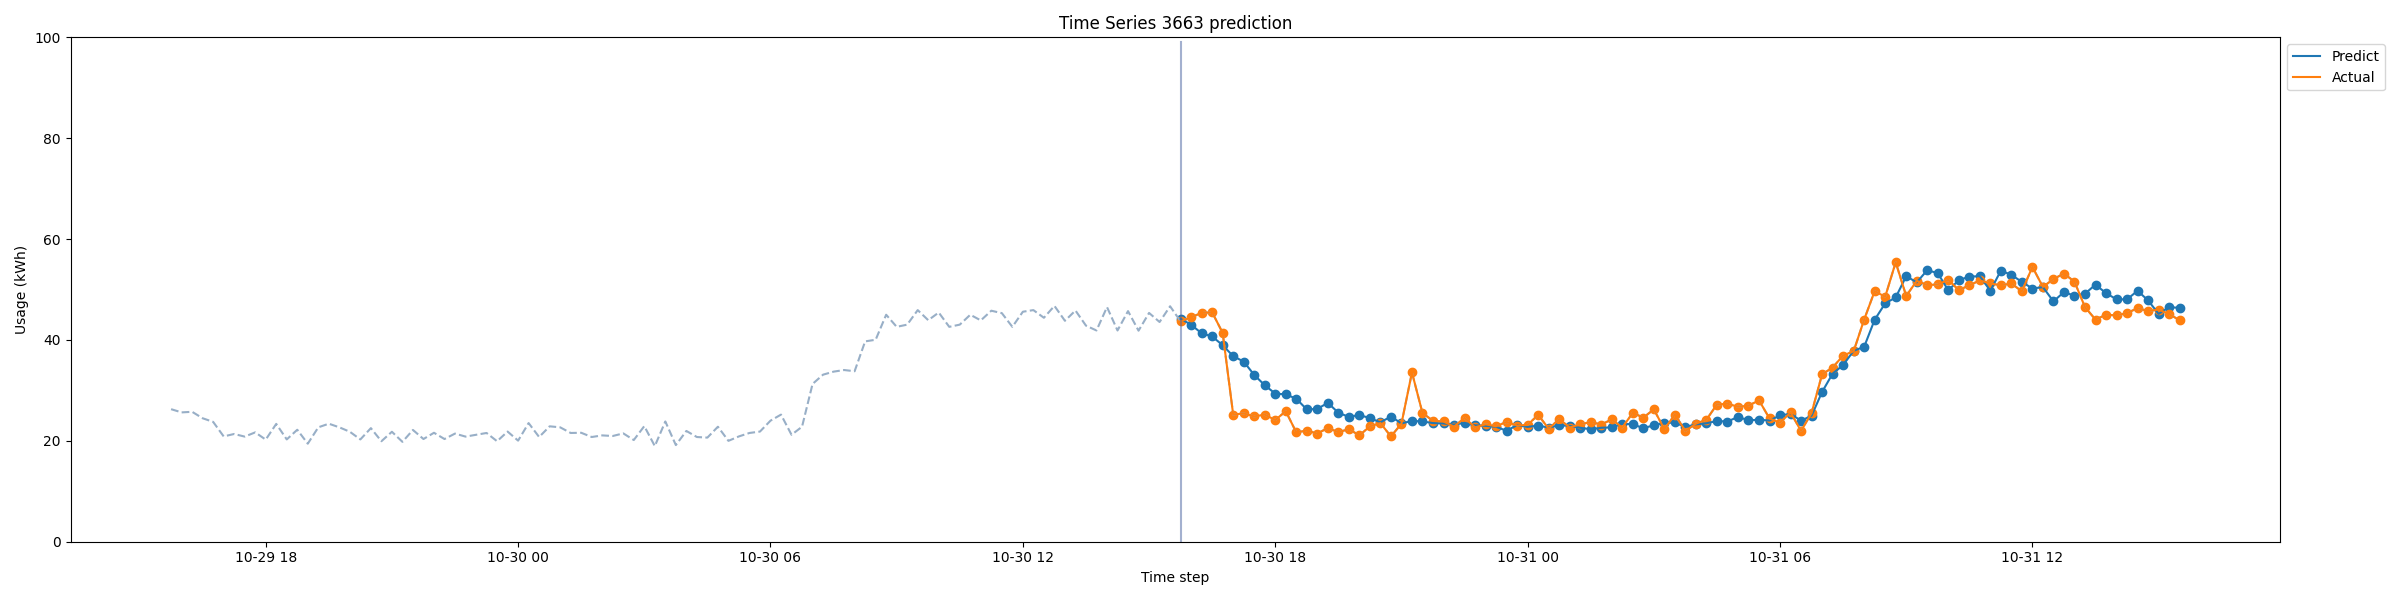 Time Series 3663 prediction
100
80
60
40
20
0
Usage (kWh)
10-29 18
10-30 00
10-30 06
10-30 12
10-30 18
10-31 00
10-31 06
10-31 12
Time step
Predict
Actual